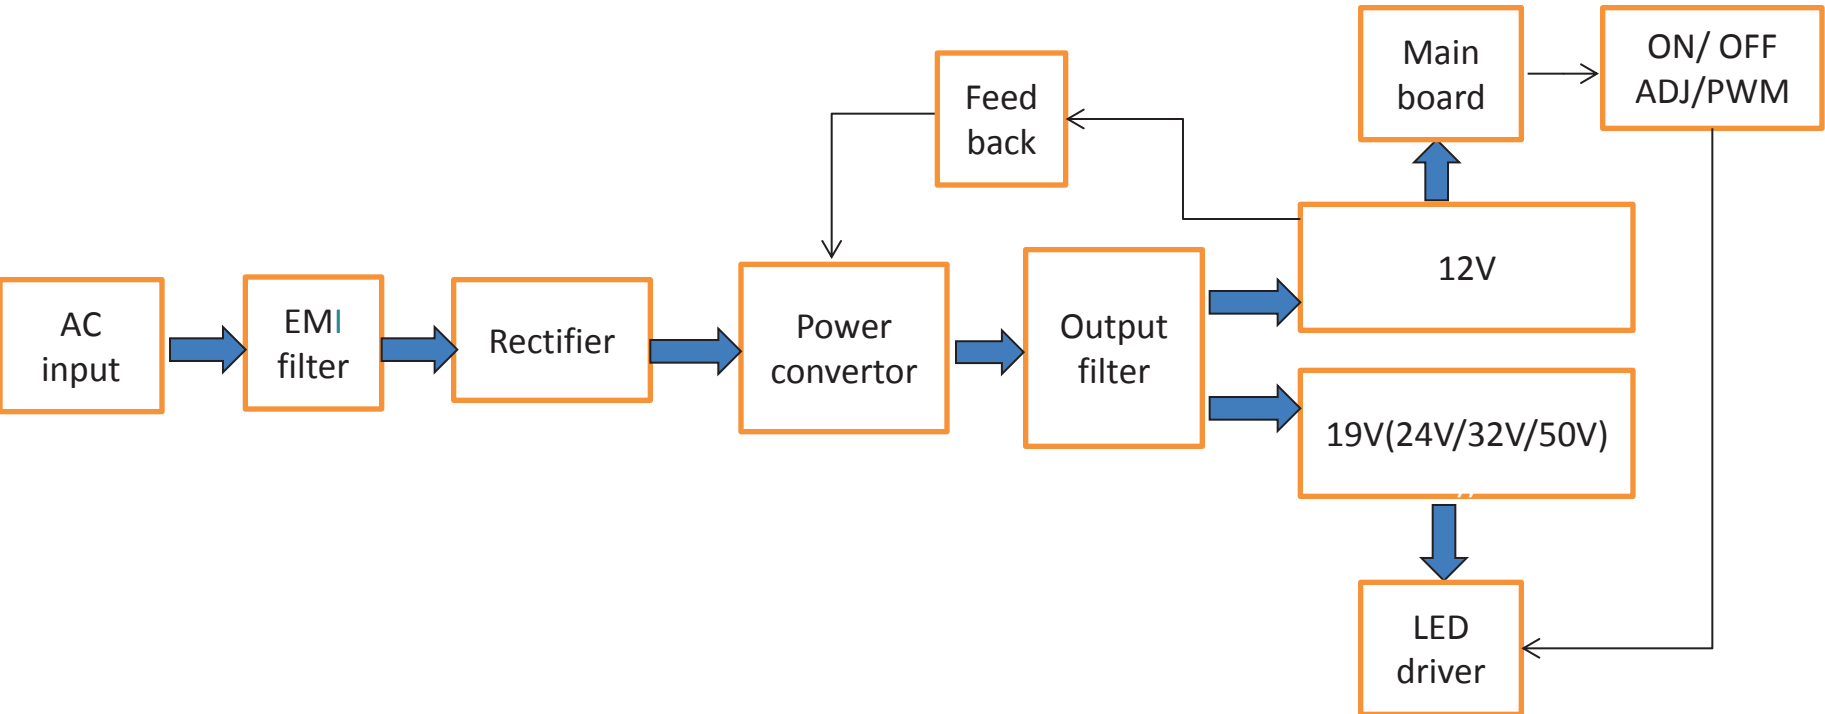 Main
board
ON/ OFF
ADJ/PWM
Feed
back
12V
AC
input
EMI
filter
Rectifier
Power
convertor
Output
filter
19V(24V/32V/50V)
LED
driver